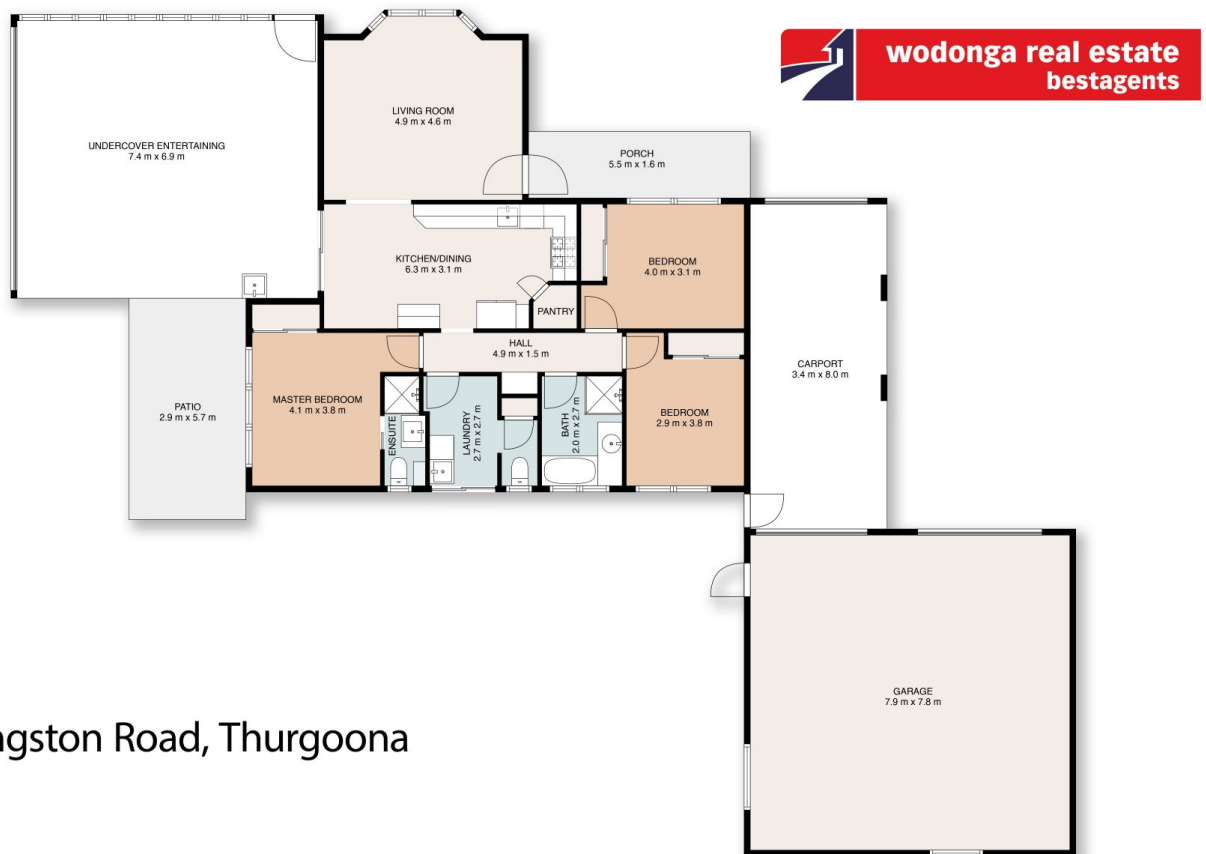 wodonga real estate
bestagents
LIVING ROOM
4.9 m x 4.6 m
UNDERCOVER ENTERTAINING
7.4 m x 6.9 m
PORCH
5.5 m x 1.6 m
KITCHEN/DINING
6.3 m x 3.1 m
BEDROOM
4.0 m x 3.1 m
PANTRY
HALL
4.9 m x 1.5 m
CARPORT
3.4 m x 8.0 m
PATIO
2.9 m x 5.7 m
MASTER BEDROOM
4.1 m x 3.8 m
ENSUITE
LAUNDRY
2.7 m x 2.7 m
BATH
2.0 m x 2.7 m
BEDROOM
2.9 m x 3.8 m
GARAGE
7.9 m x 7.8 m
Road, Thurgoona